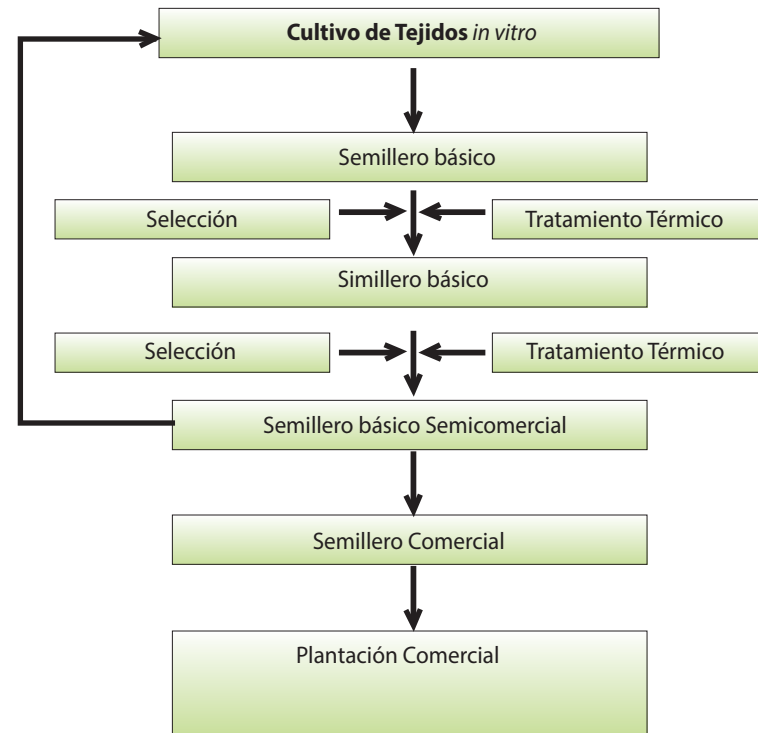 Cultivo de Tejidos in vitro
Semillero básico
Selección
Tratamiento Térmico
Simillero básico
Selección
Tratamiento Térmico
Semillero básico Semicomercial
Semillero Comercial
Plantación Comercial